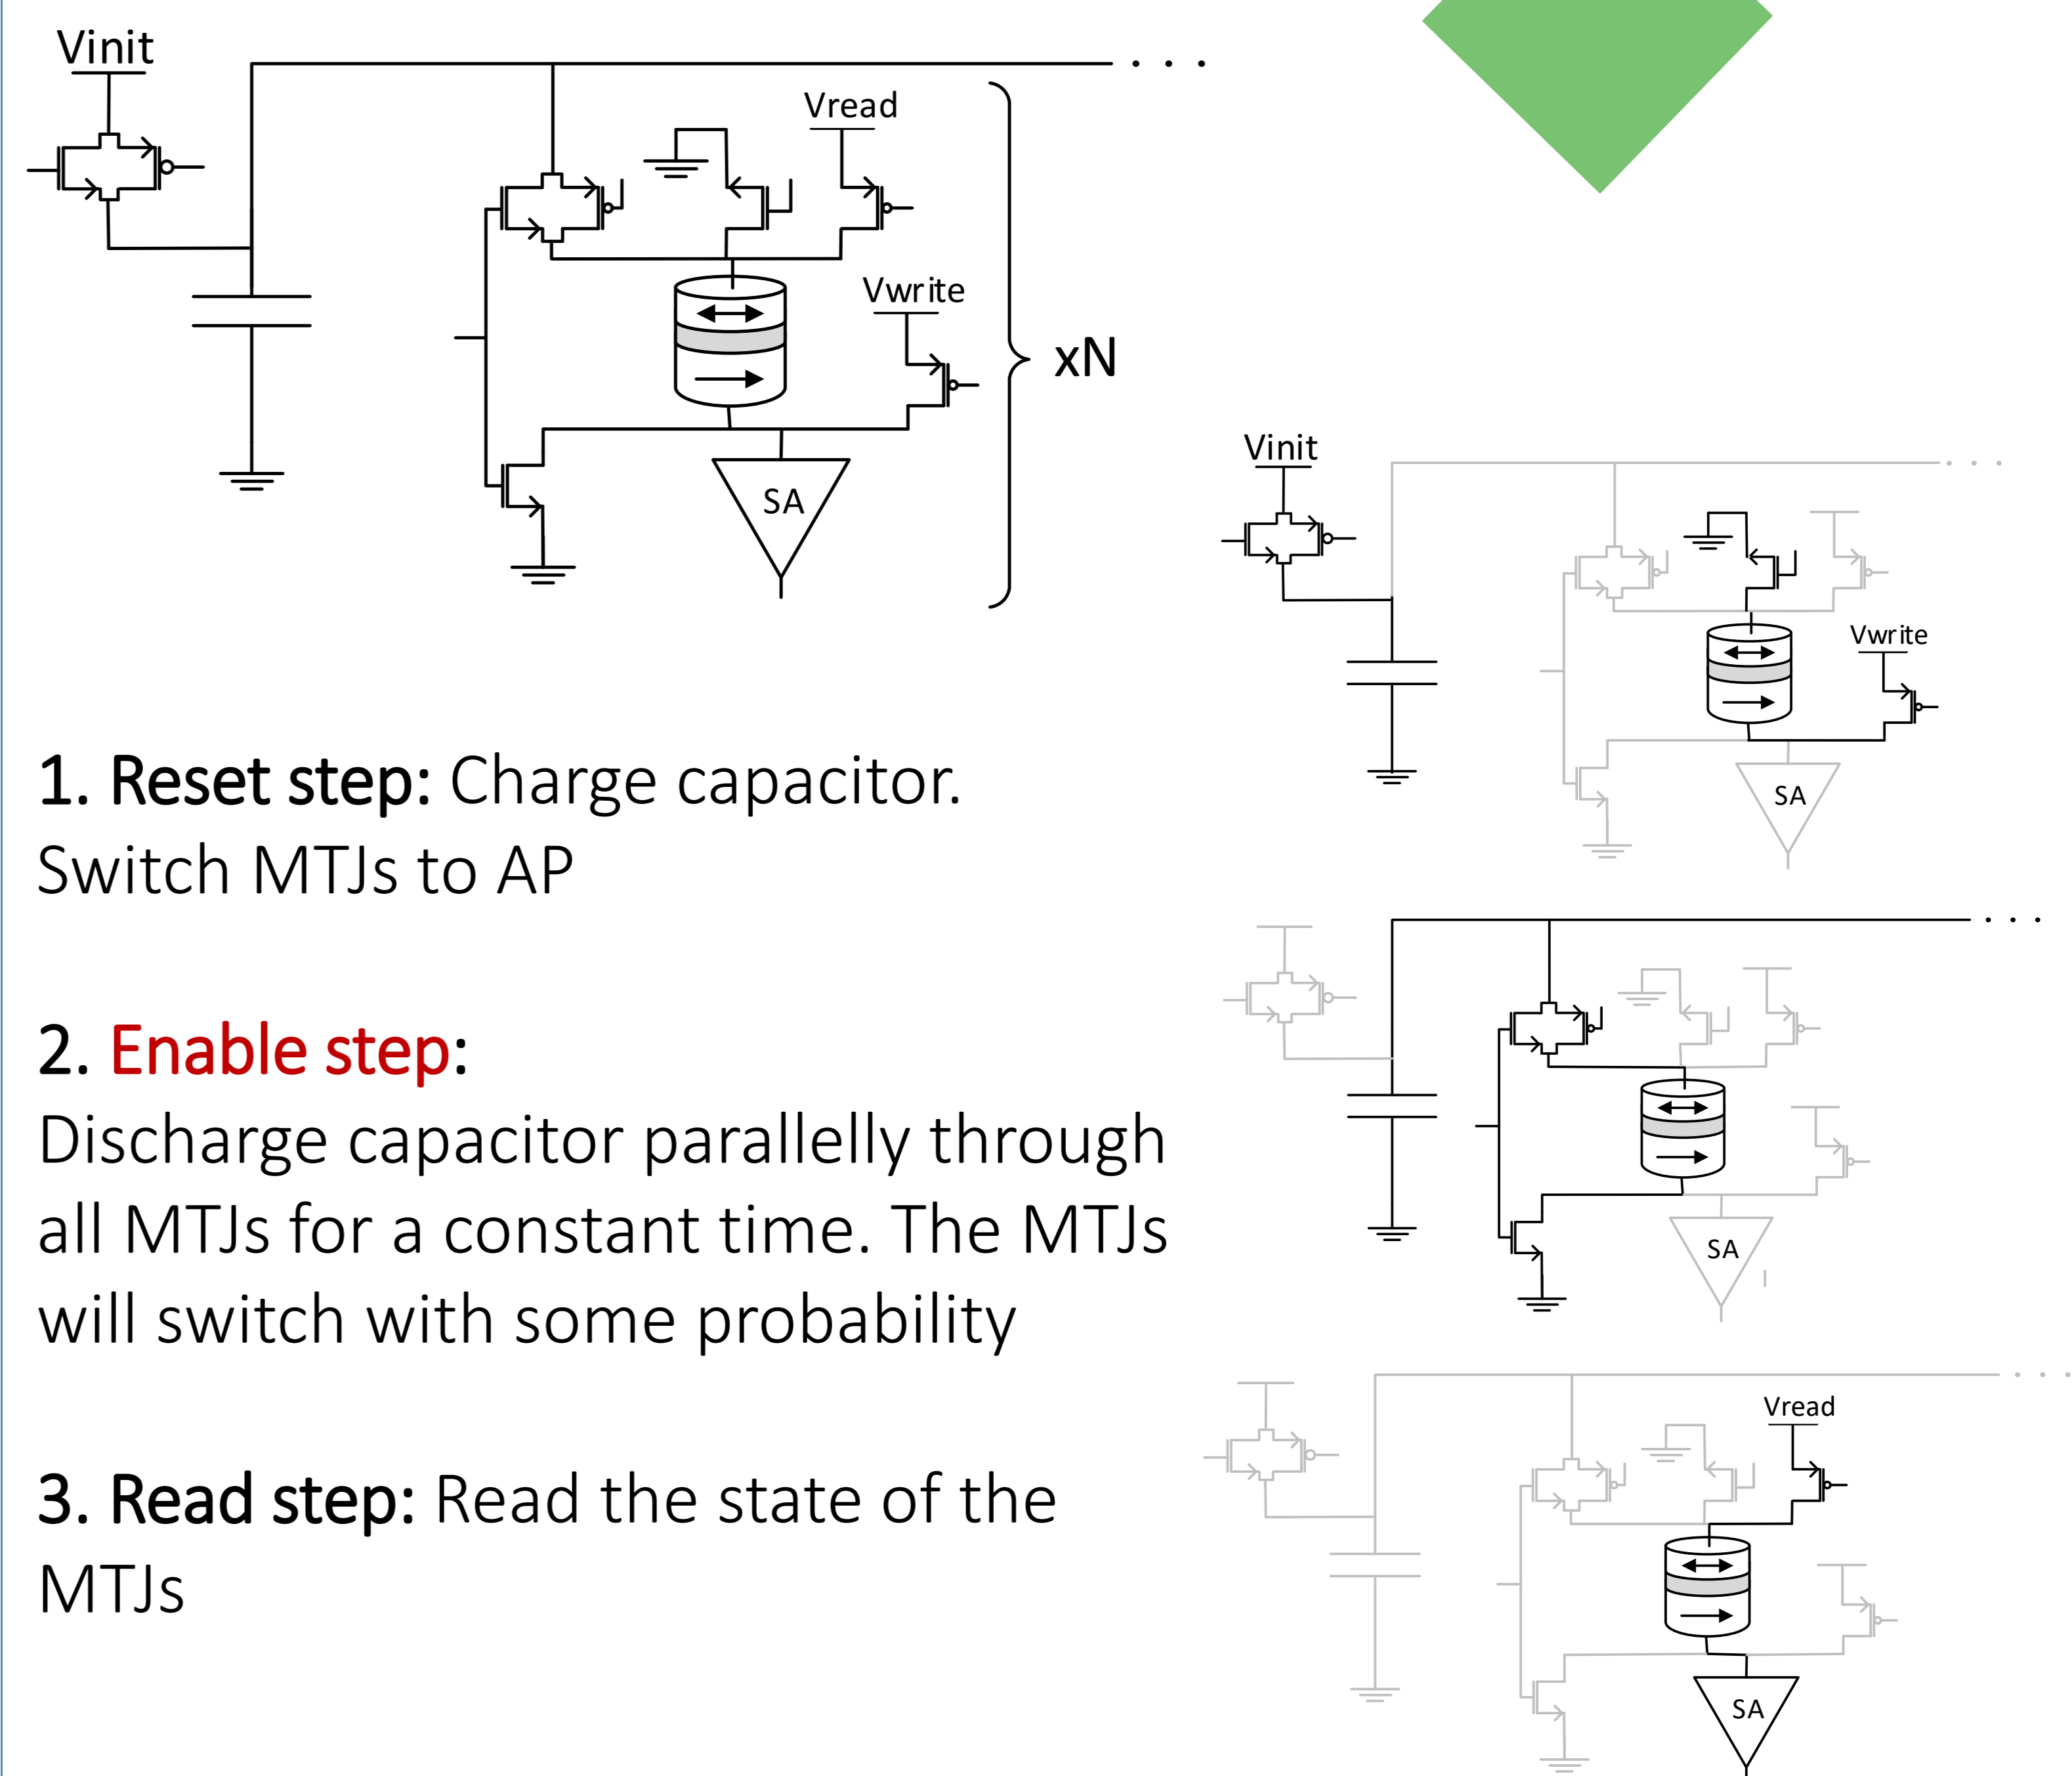 Vinit
. . .
Vread
Vwrite
xN
SA
1. Reset step: Charge capacitor.
Switch MTJs to AP
2. Enable step:
Discharge capacitor parallelly through
all MTJs for a constant time. The MTJs
will switch with some probability
3. Read step: Read the state of the
MTJs
Vinit
. . .
Vwrite
SA
. . .
SA
. . .
Vread
SA